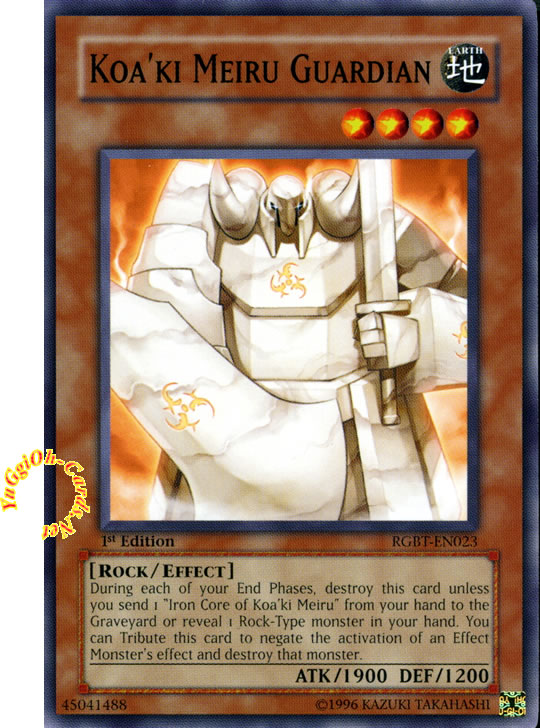 KOA'KI MEIRU GUARDIAN
EARTH
地
YuGgiOh-Cards.Net
1st Edition
RGBT-EN023
[ROCK/EFFECT]
During each of your End Phases, destroy this card unless
you send 1 "Iron Core of Koa'ki Meiru" from your hand to the
Graveyard or reveal 1 Rock-Type monster in your hand. You
can Tribute this card to negate the activation of an Effect
Monster's effect and destroy that monster.
ATK/1900 DEF/1200
45041488
©1996 KAZUKI TAKAHASHI